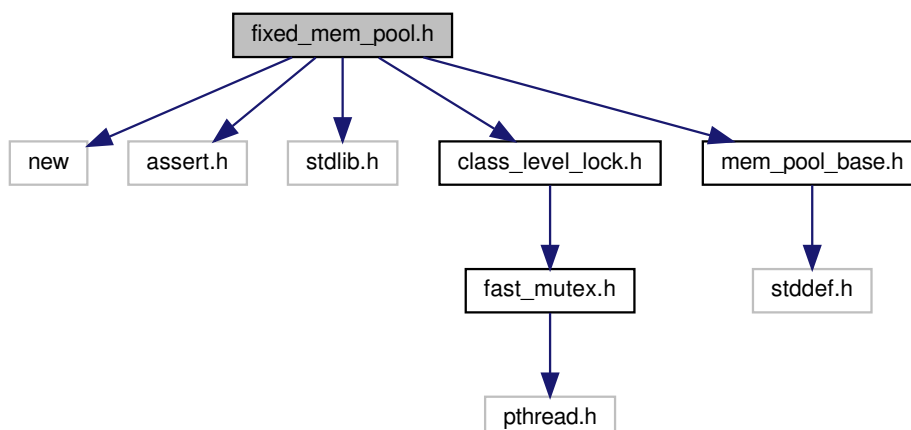 fixed_mem_pool.h
new
assert.h
stdlib.h
class_level_lock.h
mem_pool_base.h
fast_mutex.h
stddef.h
pthread.h